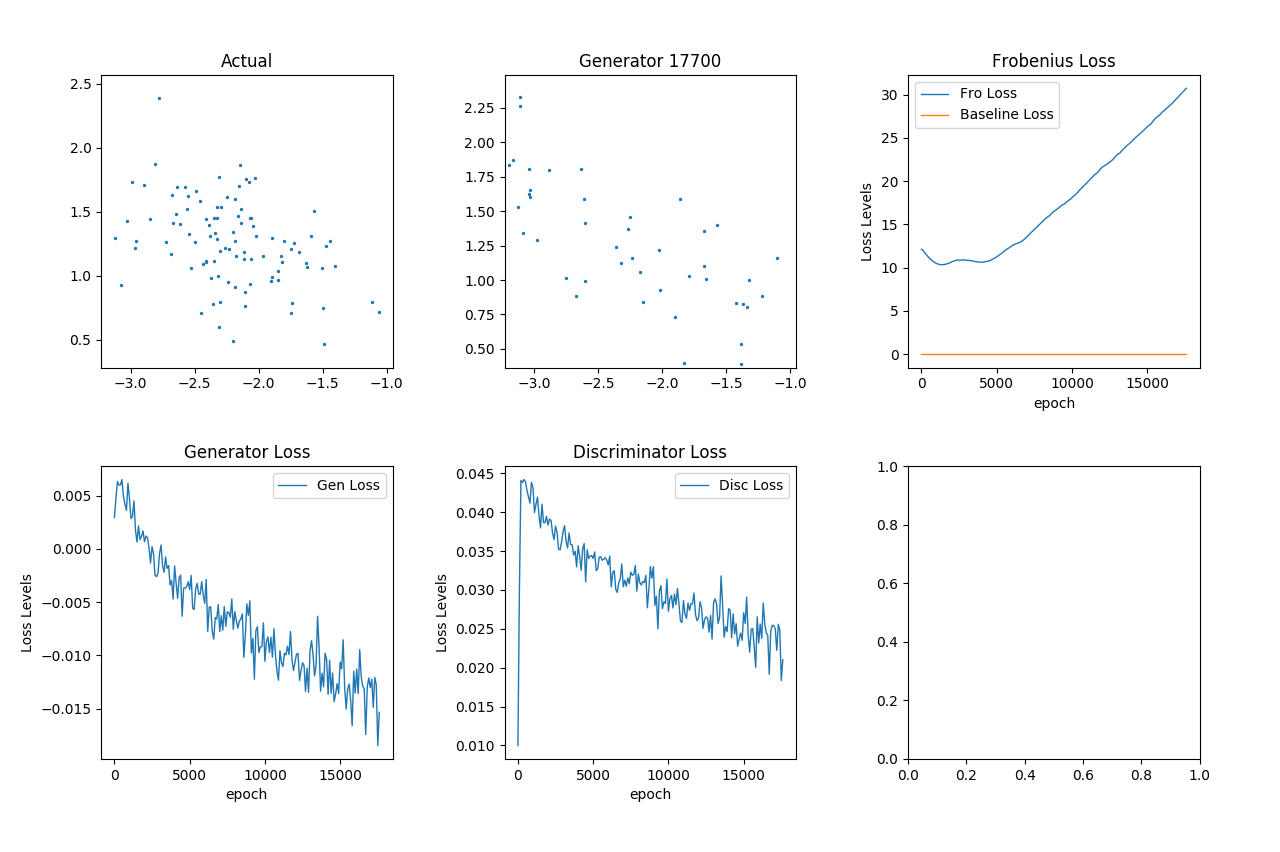 Actual
2.5
2.0
1.5
1.0
0.5
−3.0 −2.5 −2.0 −1.5 −1.0
Generator 17700
2.25
2.00
1.75
1.50
1.25
1.00
0.75
0.50
−3.0 −2.5 −2.0 −1.5 −1.0
Frobenius Loss
Fro Loss
Baseline Loss
Loss Levels
30
25
20
15
10
5
0
0 5000 10000 15000
epoch
Generator Loss
Gen Loss
Loss Levels
0.005
0.000
−0.005
−0.010
−0.015
0 5000 10000 15000
epoch
Discriminator Loss
Disc Loss
Loss Levels
0.045
0.040
0.035
0.030
0.025
0.020
0.015
0.010
0 5000 10000 15000
epoch
1.0
0.8
0.6
0.4
0.2
0.0
0.0 0.2 0.4 0.6 0.8 1.0